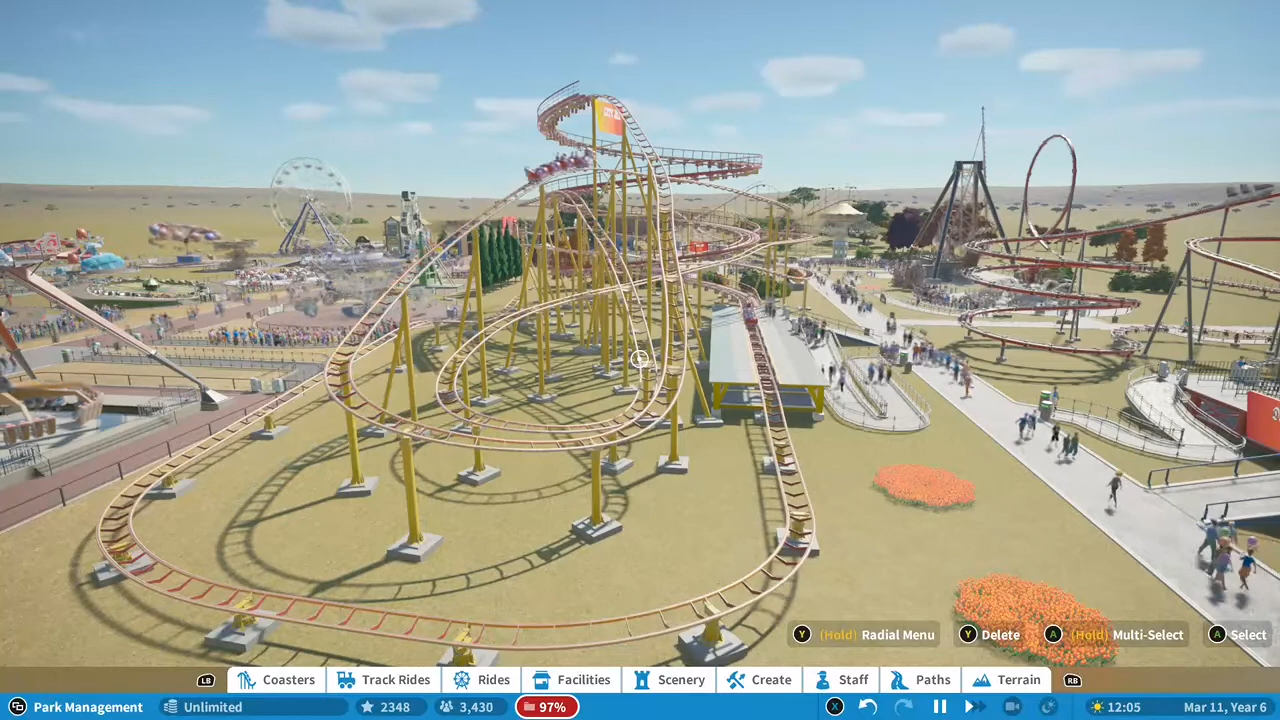 Y (Hold) Radial Menu Y Delete A (Hold) Multi-Select A Select
LB Coasters Track Rides Rides Facilities Scenery Create Staff Paths Terrain RB
Park Management Unlimited 2348 3,430 97% X 12:05 Mar 11, Year 6